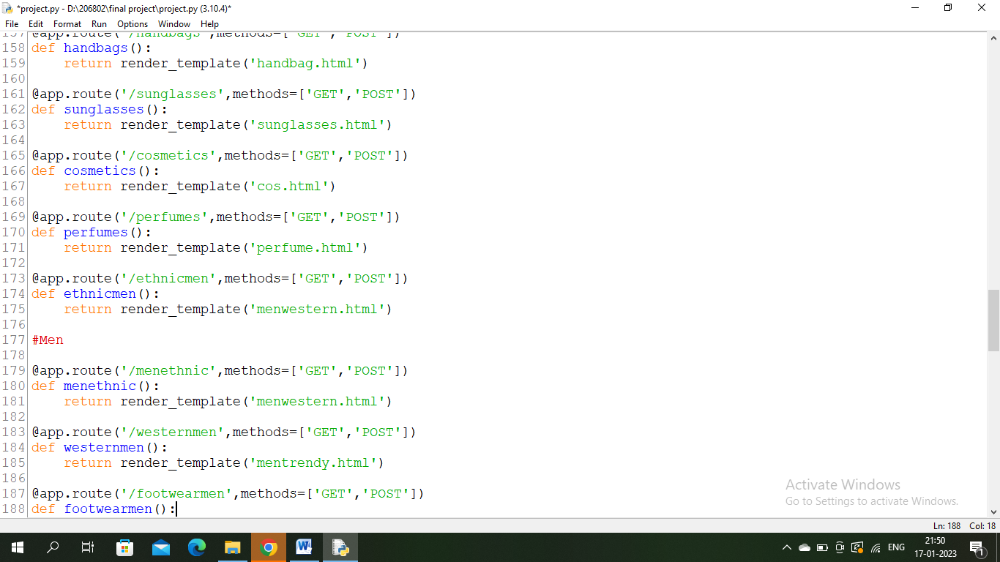 *project.py - D:\206802\final project\project.py (3.10.4)*
File Edit Format Run Options Window Help
157 @app.route('/handbags',methods=['GET','POST'])
158 def handbags():
159     return render_template('handbag.html')
160
161 @app.route('/sunglasses',methods=['GET','POST'])
162 def sunglasses():
163     return render_template('sunglasses.html')
164
165 @app.route('/cosmetics',methods=['GET','POST'])
166 def cosmetics():
167     return render_template('cos.html')
168
169 @app.route('/perfumes',methods=['GET','POST'])
170 def perfumes():
171     return render_template('perfume.html')
172
173 @app.route('/ethnicmen',methods=['GET','POST'])
174 def ethnicmen():
175     return render_template('menwestern.html')
176
177 #Men
178
179 @app.route('/menethnic',methods=['GET','POST'])
180 def menethnic():
181     return render_template('menwestern.html')
182
183 @app.route('/westernmen',methods=['GET','POST'])
184 def westernmen():
185     return render_template('mentrendy.html')
186
187 @app.route('/footwearmen',methods=['GET','POST'])
188 def footwearmen():
Activate Windows
Go to Settings to activate Windows.
Ln: 188 Col: 18
ENG
21:50
17-01-2023
1